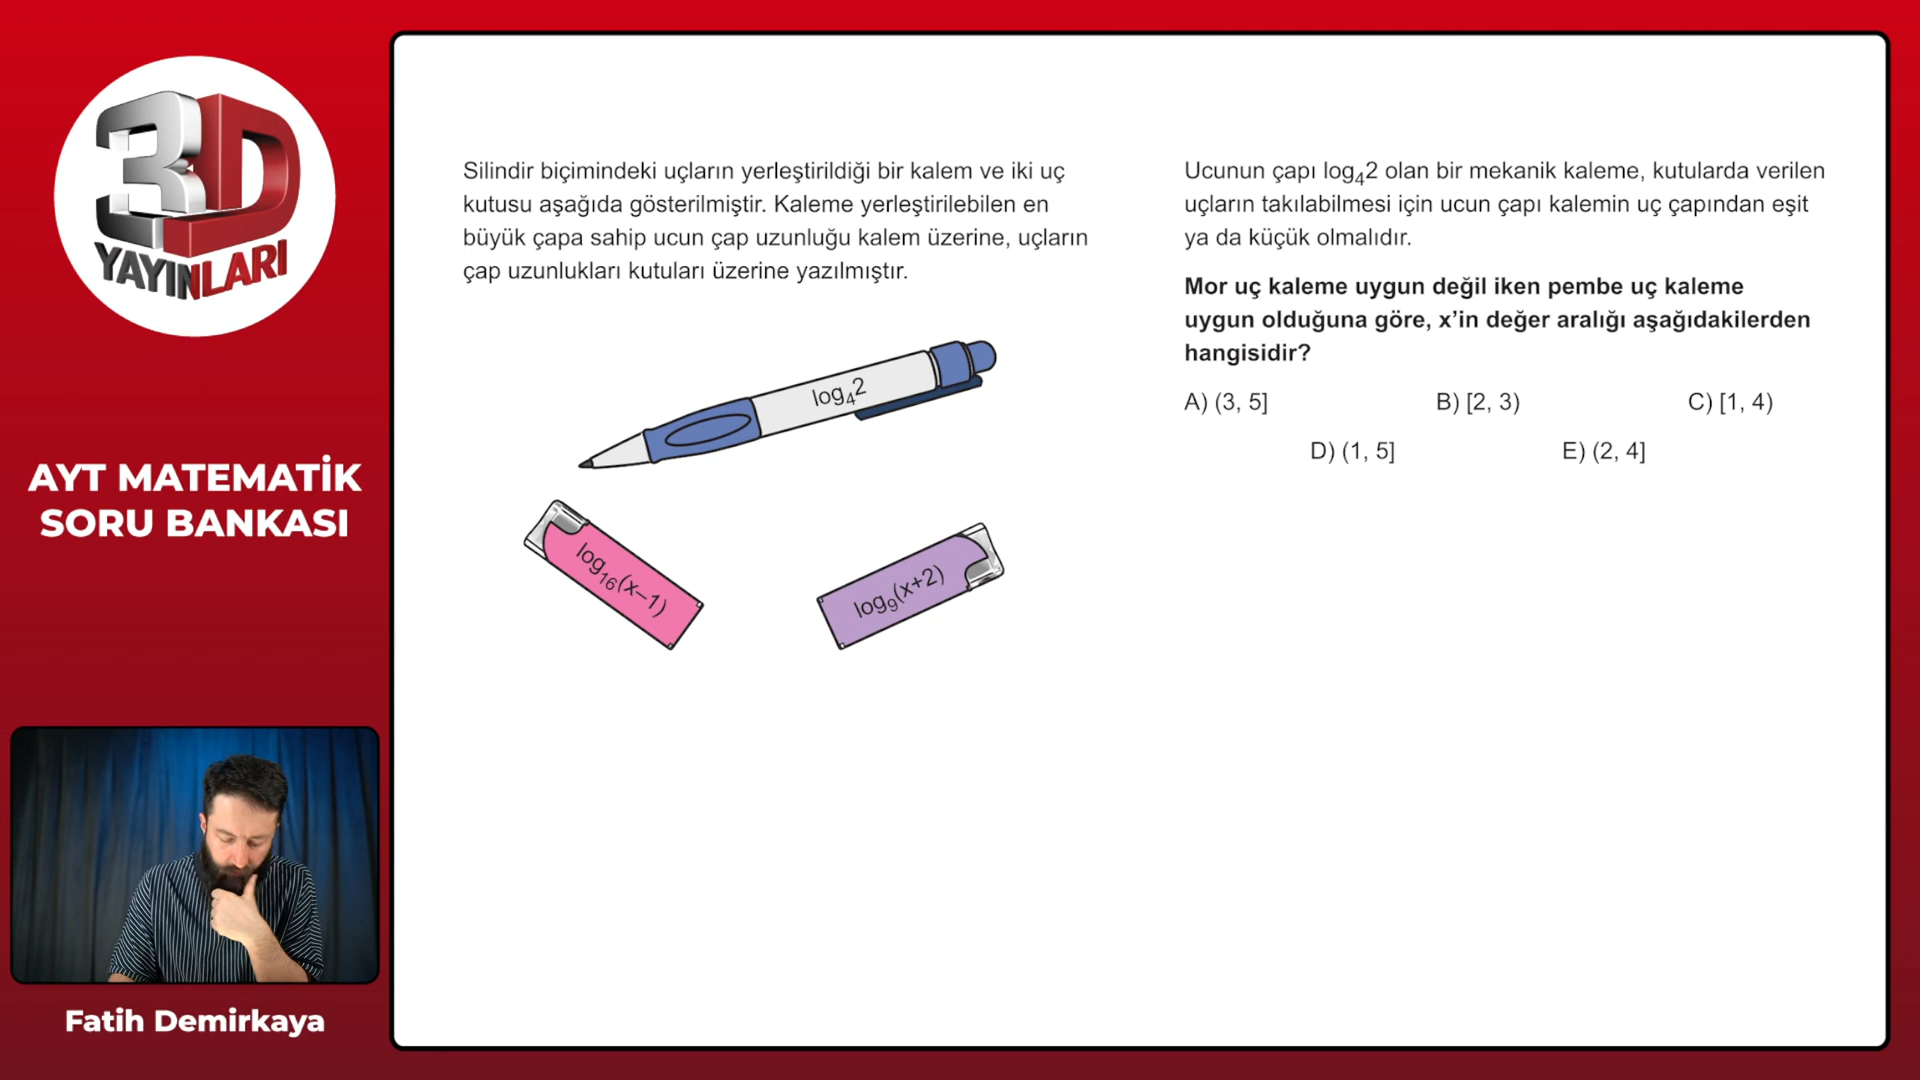 3D
YAYINLARI
AYT MATEMATİK
SORU BANKASI
Fatih Demirkaya
Silindir biçimindeki uçların yerleştirildiği bir kalem ve iki uç
kutusu aşağıda gösterilmiştir. Kaleme yerleştirilebilen en
büyük çapa sahip ucun çap uzunluğu kalem üzerine, uçların
çap uzunlukları kutuları üzerine yazılmıştır.
log₄2
log₁₆(x–1)
log₉(x+2)
Ucunun çapı log₄2 olan bir mekanik kaleme, kutularda verilen
uçların takılabilmesi için ucun çapı kalemin uç çapından eşit
ya da küçük olmalıdır.
Mor uç kaleme uygun değil iken pembe uç kaleme
uygun olduğuna göre, x’in değer aralığı aşağıdakilerden
hangisidir?
A) (3, 5] B) [2, 3) C) [1, 4)
D) (1, 5] E) (2, 4]